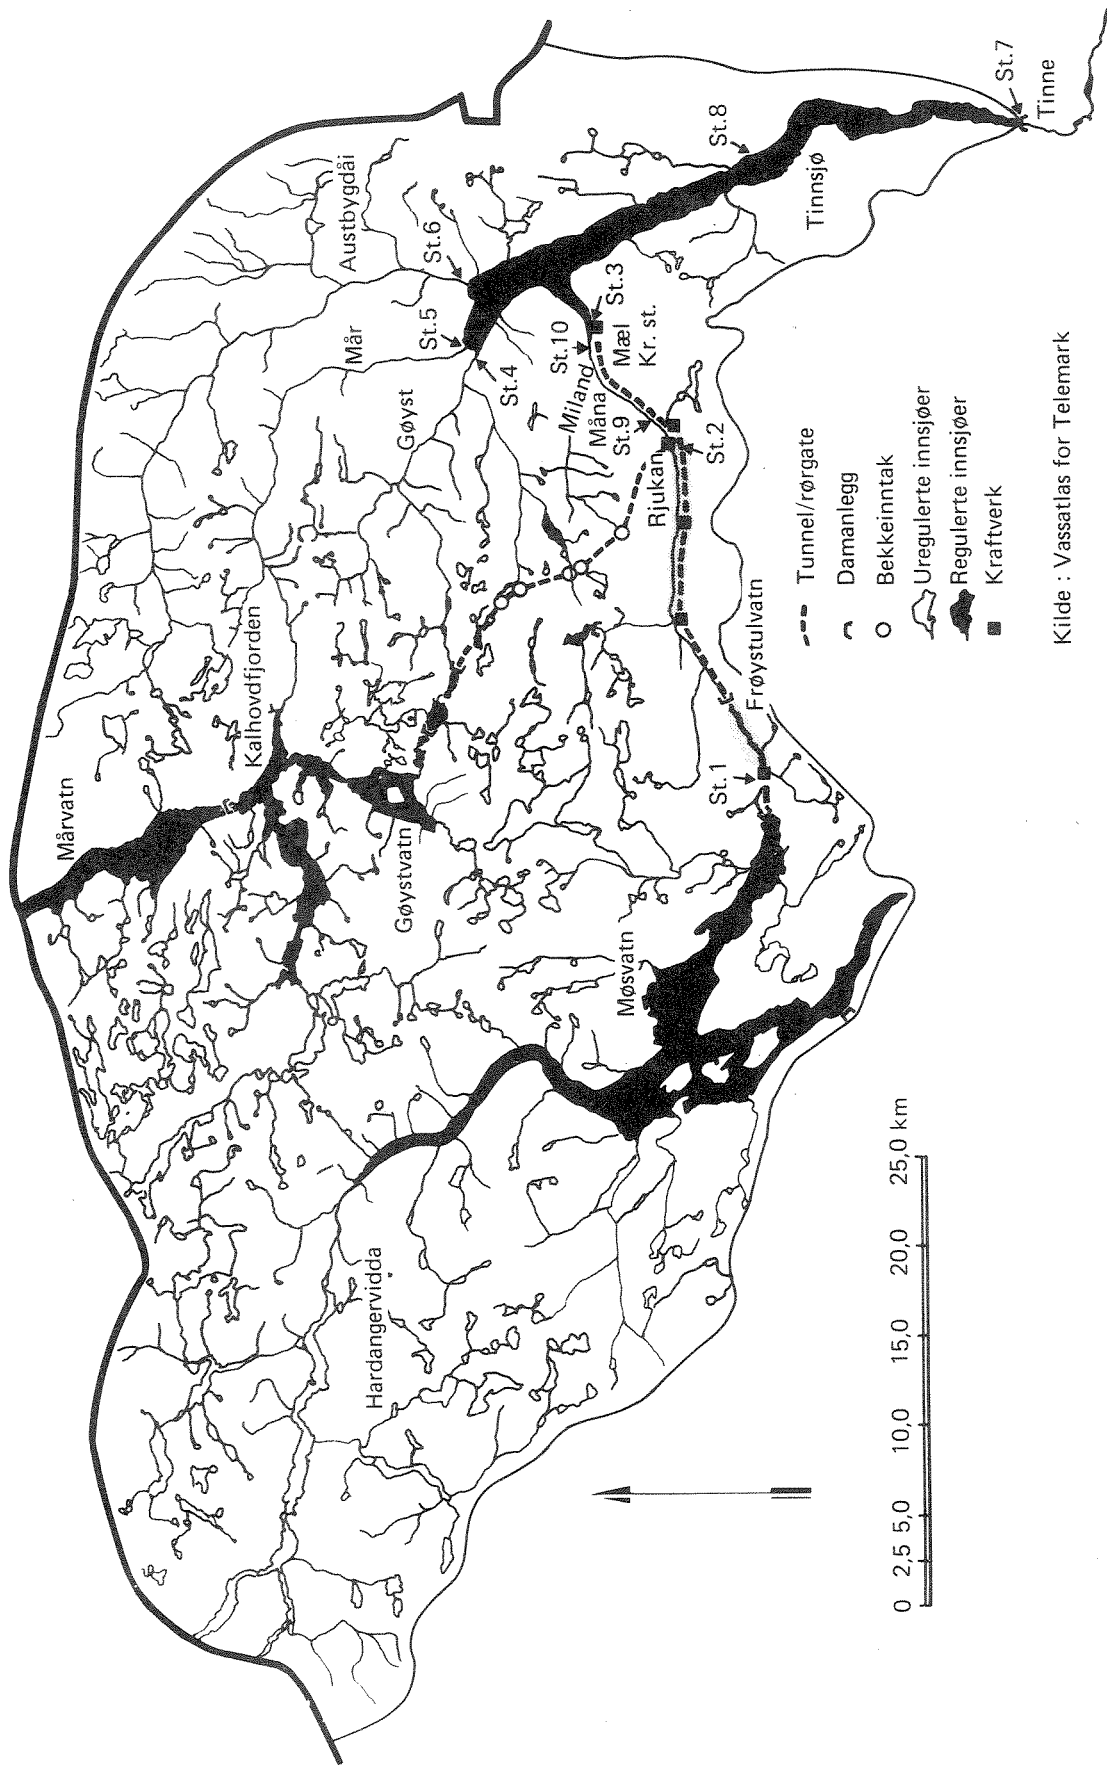 Mårvatn
Kalhovdfjorden
Gøystvatn
Møsvatn
Hardangervidda
Austbygdåi
Mår
Gøyst
St.6
St.5
St.4
St.10
St.3
Miland
Mæl
Kr. st.
Måna
St.9
Rjukan
St.2
St.8
Tinnsjø
St.7
Tinne
St.1
Frøystulvatn
Tunnel/rørgate
Damanlegg
Bekkeinntak
Uregulerte innsjøer
Regulerte innsjøer
Kraftverk
0 2,5 5,0 10,0 15,0 20,0 25,0 km
Kilde : Vassatlas for Telemark